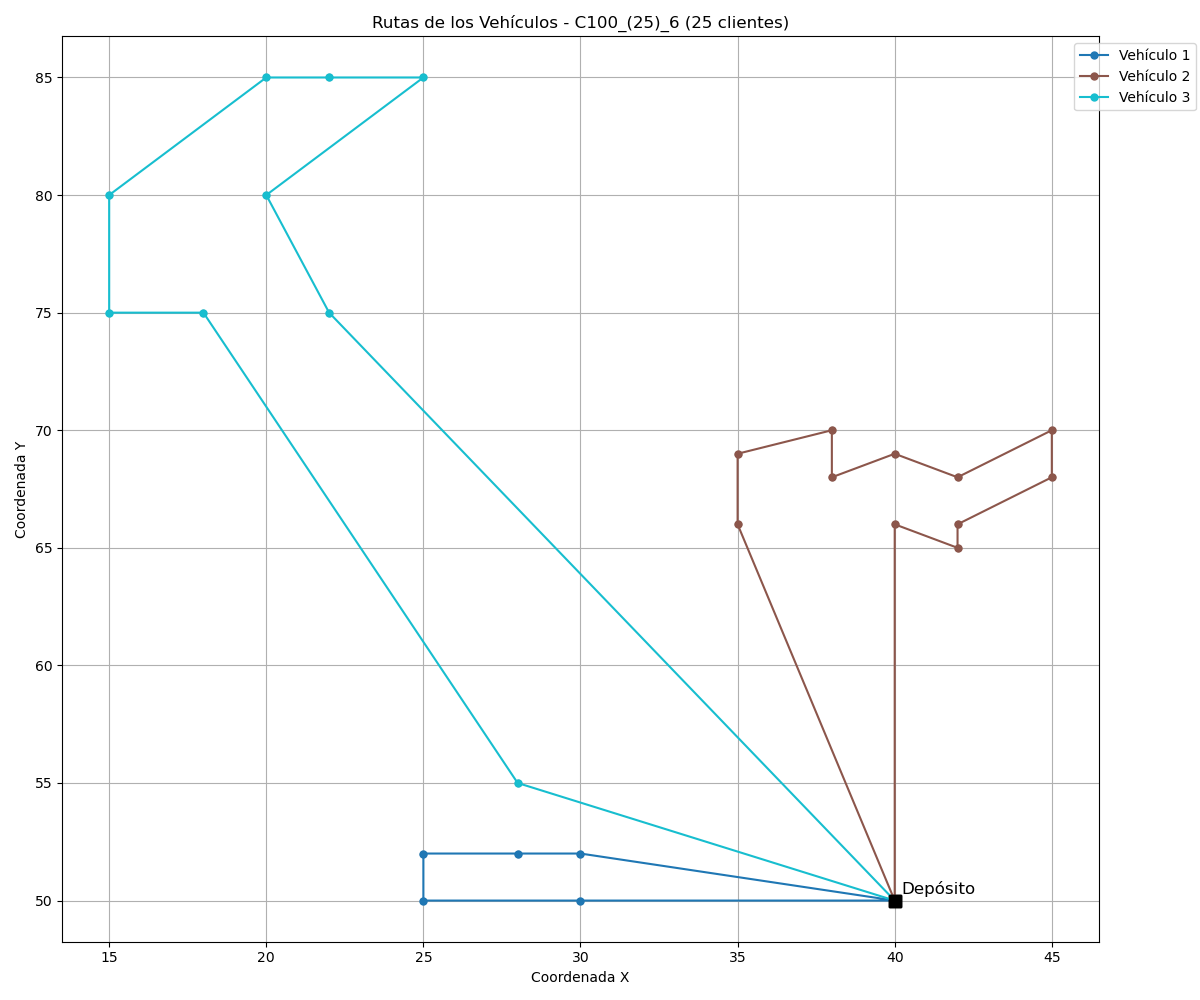 Rutas de los Vehículos - C100_(25)_6 (25 clientes)
Vehículo 1
Vehículo 2
Vehículo 3
85
80
75
70
65
60
55
50
Coordenada Y
Depósito
15
20
25
30
35
40
45
Coordenada X